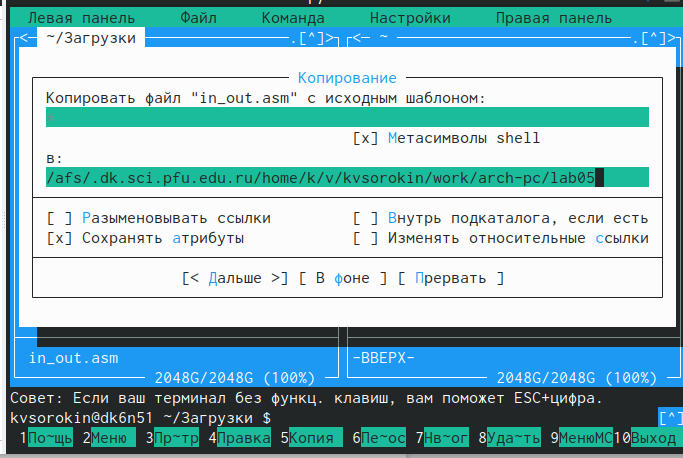 Левая панель Файл Команда Настройки Правая панель
<─ ~/Загрузки .[^]> <─ ~ .[^]>
Копирование
Копировать файл "in_out.asm" с исходным шаблоном:
*
[x] Метасимволы shell
в:
/afs/.dk.sci.pfu.edu.ru/home/k/v/kvsorokin/work/arch-pc/lab05
[ ] Разыменовывать ссылки [ ] Внутрь подкаталога, если есть
[x] Сохранять атрибуты [ ] Изменять относительные ссылки
[< Дальше >] [ В фоне ] [ Прервать ]
in_out.asm -ВВЕРХ-
2048G/2048G (100%) 2048G/2048G (100%)
Совет: Если ваш терминал без функц. клавиш, вам поможет ESC+цифра.
kvsorokin@dk6n51 ~/Загрузки $ [^]
1По~щь 2Меню 3Пр~тр 4Правка 5Копия 6Пе~ос 7Нв~ог 8Уда~ть 9МенюMC 10Выход